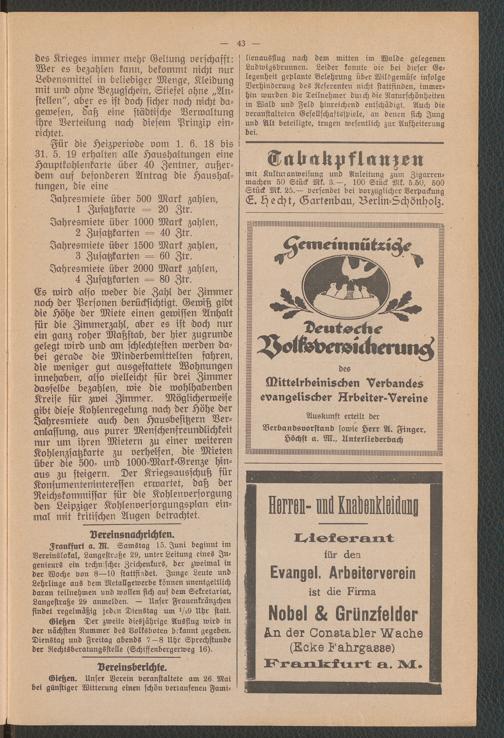 — 43 —
des Krieges immer mehr Geltung verschafft:
Wer es bezahlen kann, bekommt nicht nur
Lebensmittel in beliebiger Menge, Kleidung
mit und ohne Bezugschein, Stiefel ohne „An-
stellen", aber es ist doch sicher noch nicht da-
gewesen, daß eine städtische Verwaltung
ihre Verteilung nach diesem Prinzip ein-
richtet.
Für die Heizperiode vom 1. 6. 18 bis
31. 5. 19 erhalten alle Haushaltungen eine
Hauptkohlenkarte über 40 Zentner, außer-
dem auf besonderen Antrag die Haushal-
tungen, die eine
Jahresmiete über 500 Mark zahlen,
1 Zusatzkarte = 20 Ztr.
Jahresmiete über 1000 Mark zahlen,
2 Zusatzkarten = 40 Ztr.
Jahresmiete über 1500 Mark zahlen,
3 Zusatzkarten = 60 Ztr.
Jahresmiete über 2000 Mark zahlen,
4 Zusatzkarten = 80 Ztr.
Es wird also weder die Zahl der Zimmer
noch der Personen berücksichtigt. Gewiß gibt
die Höhe der Miete einen gewissen Anhalt
für die Zimmerzahl, aber es ist doch nur
ein ganz roher Maßstab, der hier zugrunde
gelegt wird und am schlechtesten werden da-
bei gerade die Minderbemittelten fahren,
die weniger gut ausgestattete Wohnungen
innehaben, also vielleicht für drei Zimmer
dasselbe bezahlen, wie die wohlhabenden
Kreise für zwei Zimmer. Möglicherweise
gibt diese Kohlenregelung nach der Höhe der
Jahresmiete auch den Hausbesitzern Ver-
anlassung, aus purer Menschenfreundlichkeit
nur um ihren Mietern zu einer weiteren
Kohlenzusatzkarte zu verhelfen, die Mieten
über die 500- und 1000-Mark-Grenze hin-
aus zu steigern. Der Kriegsausschuß für
Konsumenteninteressen erwartet, daß der
Reichskommissar für die Kohlenversorgung
den Leipziger Kohlenversorgungsplan ein-
mal mit kritischen Augen betrachtet.
Vereinsnachrichten.
Frankfurt a. M. Samstag 15. Juni beginnt im
Vereinslokal, Langestraße 29, unter Leitung eines In-
genieurs ein technischer Zeichenkurs, der zweimal in
der Woche von 8—10 stattfindet. Junge Leute und
Lehrlinge aus dem Metallgewerbe können unentgeltlich
daran teilnehmen und wollen sich auf dem Sekretariat,
Langestraße 29 anmelden. — Unser Frauenkränzchen
findet regelmäßig jeden Dienstag um 1/29 Uhr statt.
Gießen Der zweite diesjährige Ausflug wird in
der nächsten Nummer des Volksboten bekannt gegeben.
Dienstag und Freitag abends 7—8 Uhr Sprechstunde
der Rechtsberatungsstelle (Schiffenbergerweg 16).
Vereinsberichte.
Gießen. Unser Verein veranstaltete am 26. Mai
bei günstiger Witterung einen schön verlaufenen Fami-
lienausflug nach dem mitten im Walde gelegenen
Ludwigsbrunnen. Leider konnte die bei dieser Ge-
legenheit geplante Belehrung über Wildgemüse infolge
Verhinderung des Referenten nicht stattfinden, immer-
hin wurden die Teilnehmer durch die Naturschönheiten
in Wald und Feld hinreichend entschädigt. Auch die
veranstalteten Gesellschaftsspiele, an denen sich Jung
und Alt beteiligte, trugen wesentlich zur Aufheiterung
bei.
Tabakpflanzen
mit Kulturanweisung und Anleitung zum Zigarren-
machen 50 Stück Mk. 3.—, 100 Stück Mk. 5.50, 500
Stück Mk. 25.— versendet bei vorzüglicher Verpackung
E. Hecht, Gartenbau, Berlin-Schönholz.
Gemeinnützige
Deutsche
Volksversicherung
des
Mittelrheinischen Verbandes
evangelischer Arbeiter-Vereine
Auskunft erteilt der
Verbandsvorstand sowie Herr A. Finger,
Höchst a. M., Unterliederbach
Herren- und Knabenkleidung
Lieferant
für den
Evangel. Arbeiterverein
ist die Firma
Nobel & Grünzfelder
An der Constabler Wache
(Ecke Fahrgasse)
Frankfurt a. M.